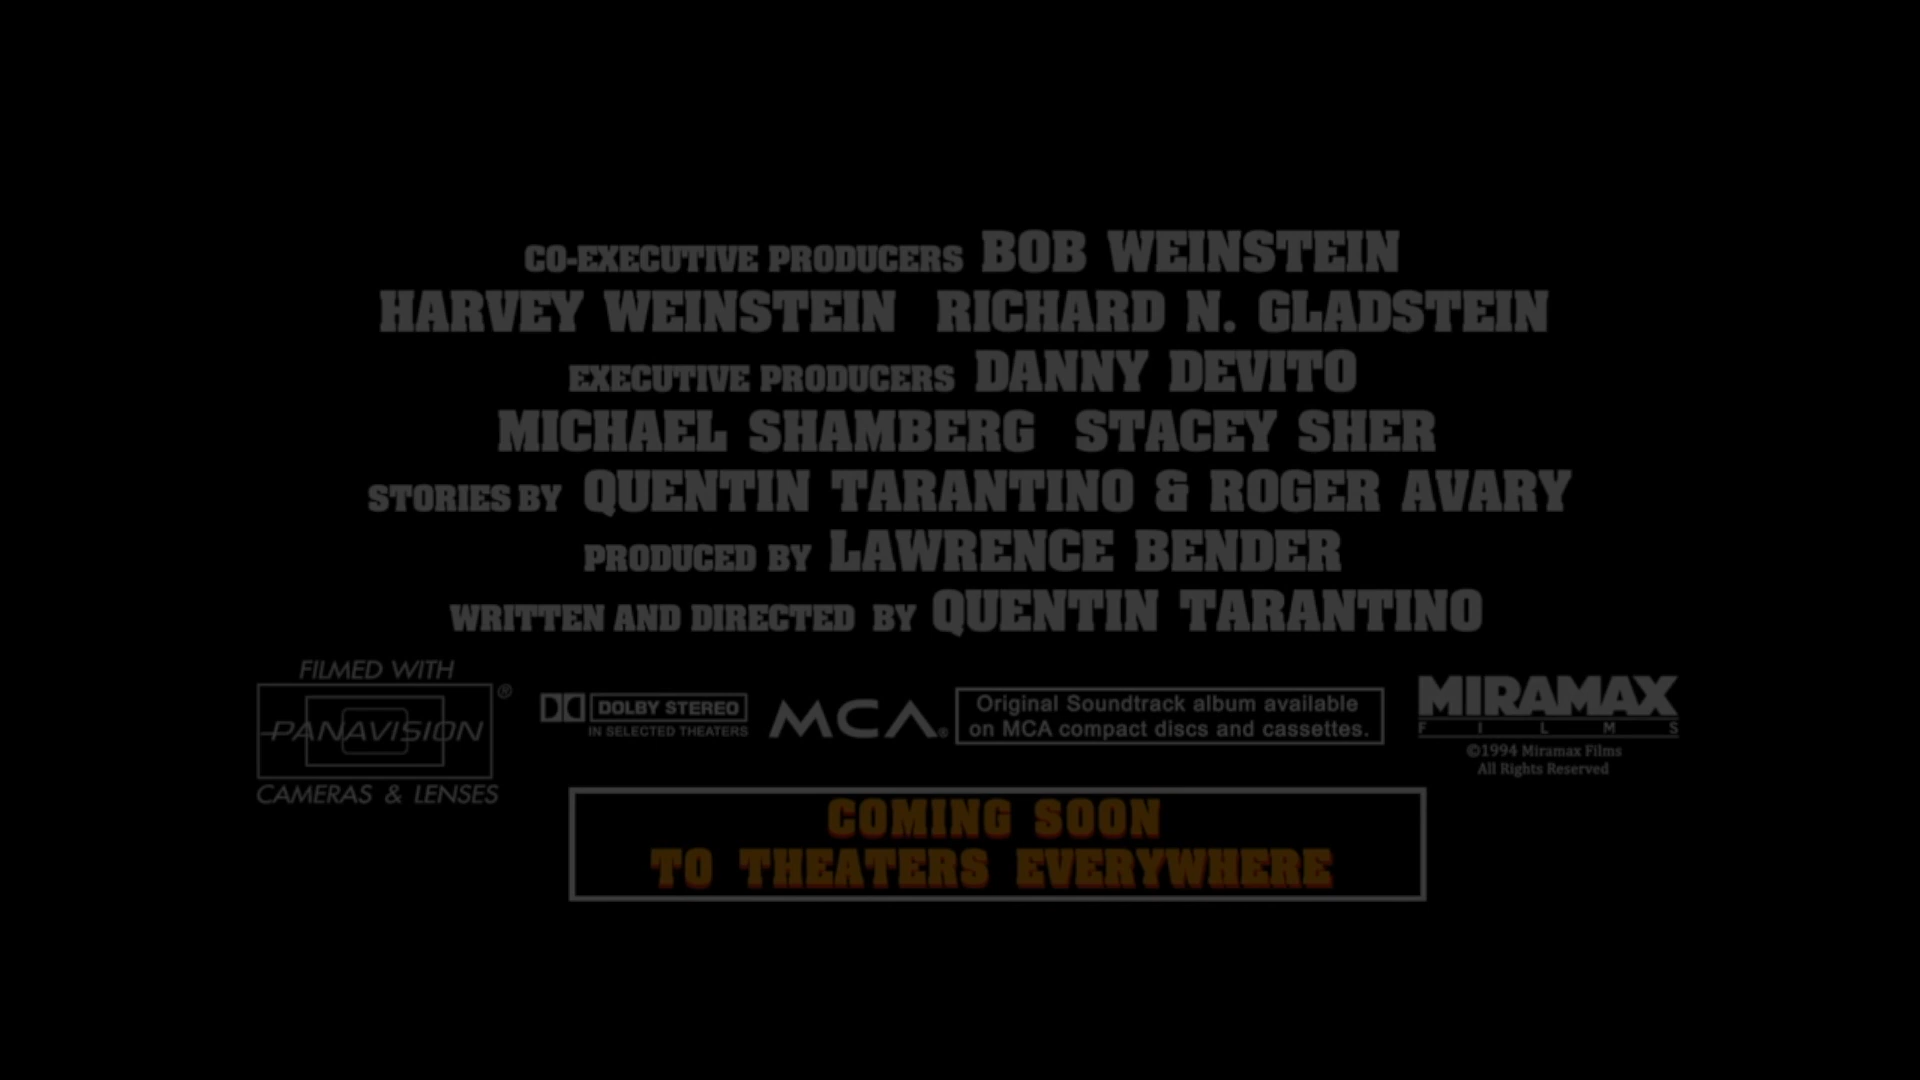 CO-EXECUTIVE PRODUCERS BOB WEINSTEIN
HARVEY WEINSTEIN RICHARD N. GLADSTEIN
EXECUTIVE PRODUCERS DANNY DEVITO
MICHAEL SHAMBERG STACEY SHER
STORIES BY QUENTIN TARANTINO & ROGER AVARY
PRODUCED BY LAWRENCE BENDER
WRITTEN AND DIRECTED BY QUENTIN TARANTINO
FILMED WITH
PANAVISION®
CAMERAS & LENSES
DOLBY STEREO
IN SELECTED THEATERS
MCA®
Original Soundtrack album available
on MCA compact discs and cassettes.
MIRAMAX
FILMS
©1994 Miramax Films
All Rights Reserved
COMING SOON
TO THEATERS EVERYWHERE